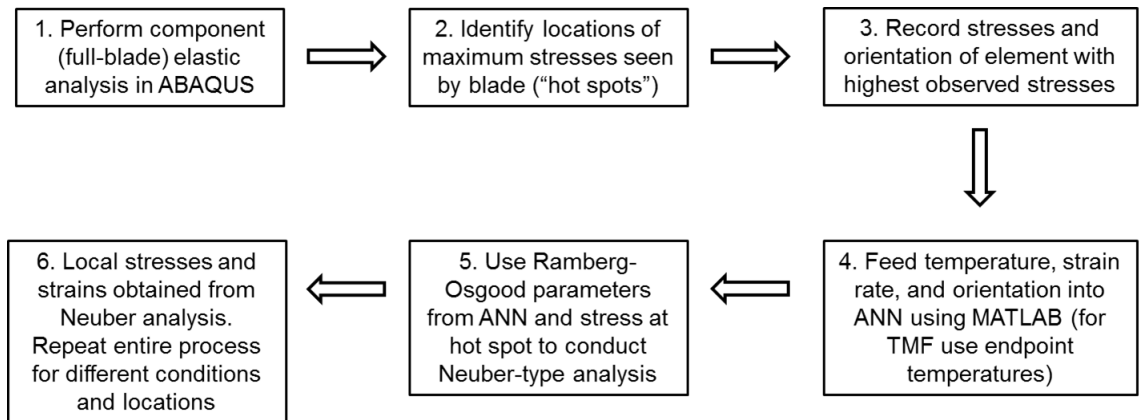 1. Perform component
(full-blade) elastic
analysis in ABAQUS
2. Identify locations of
maximum stresses seen
by blade (“hot spots”)
3. Record stresses and
orientation of element with
highest observed stresses
4. Feed temperature, strain
rate, and orientation into
ANN using MATLAB (for
TMF use endpoint
temperatures)
5. Use Ramberg-
Osgood parameters
from ANN and stress at
hot spot to conduct
Neuber-type analysis
6. Local stresses and
strains obtained from
Neuber analysis.
Repeat entire process
for different conditions
and locations